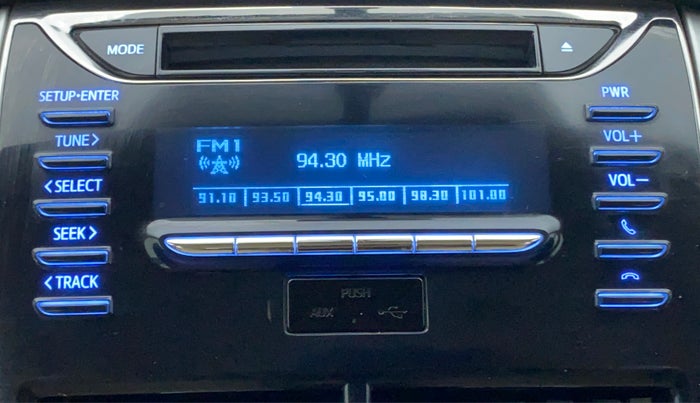 MODE
SETUP•ENTER
PWR
TUNE>
VOL+
<SELECT
VOL−
SEEK>
<TRACK
FM1
94.30 MHz
91.10 93.50 94.30 95.00 98.30 101.00
PUSH
AUX